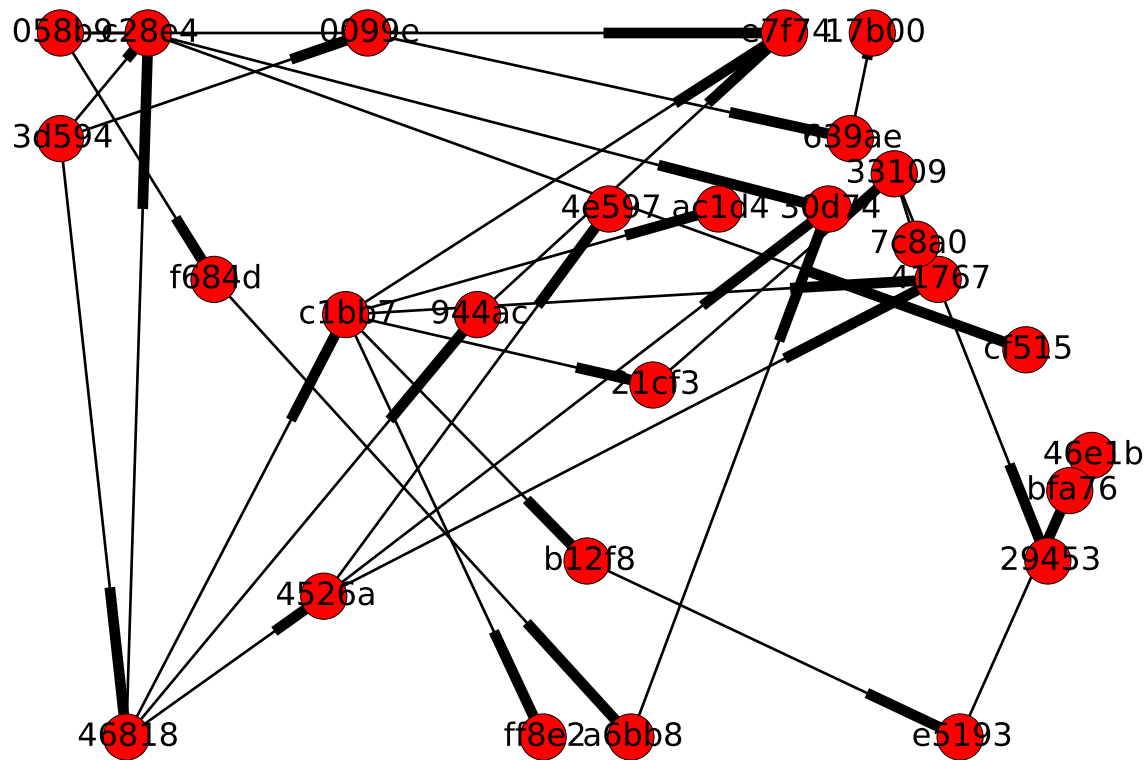 058b9
c28e4
0099e
e7f74
17b00
3d594
639ae
33109
4e597
ac1d4
30d74
7c8a0
f684d
41767
c1bb7
944ac
cf515
21cf3
46e1b
bfa76
b12f8
29453
4526a
46818
ff8e2
a6bb8
e5193